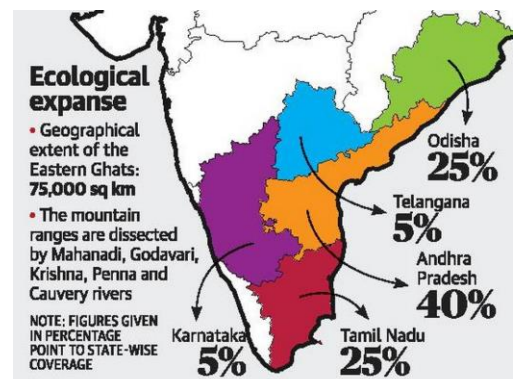 Ecological
expanse
• Geographical
extent of the
Eastern Ghats:
75,000 sq km
• The mountain
ranges are dissected
by Mahanadi, Godavari,
Krishna, Penna and
Cauvery rivers
NOTE: FIGURES GIVEN
IN PERCENTAGE
POINT TO STATE-WISE
COVERAGE
Odisha
25%
Telangana
5%
Andhra
Pradesh
40%
Karnataka
5%
Tamil Nadu
25%